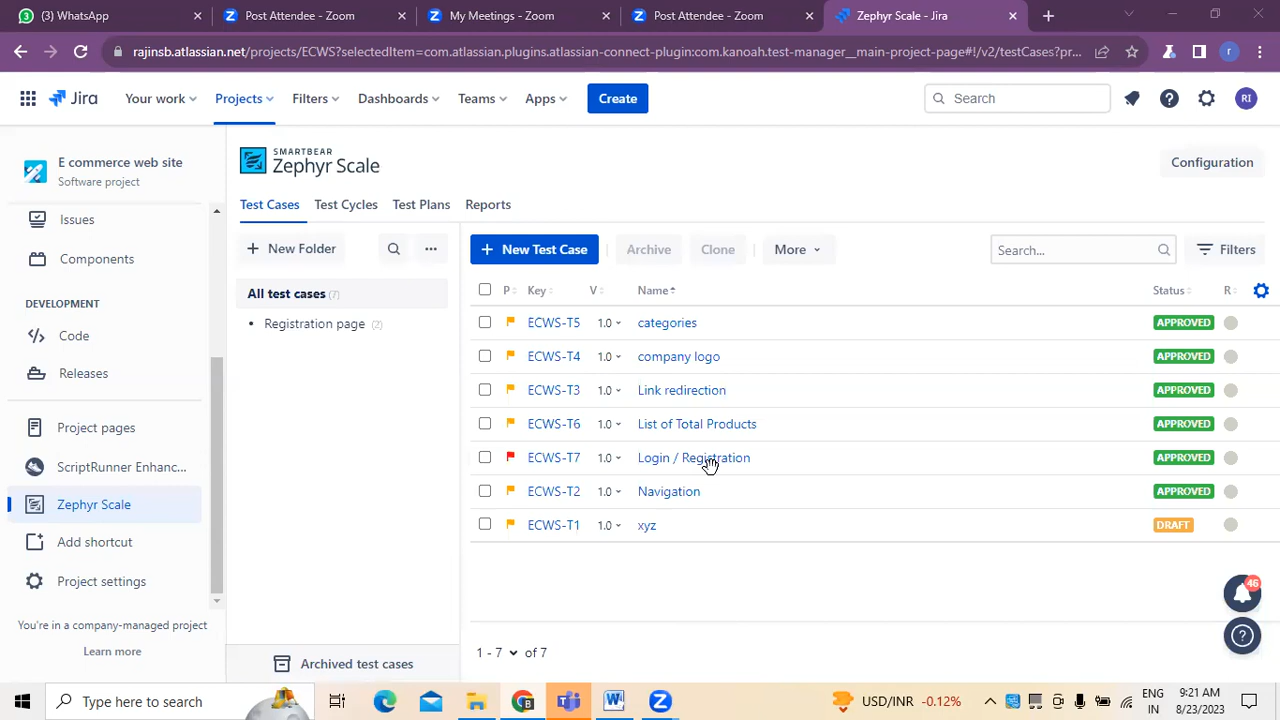 (3) WhatsApp
Post Attendee - Zoom
My Meetings - Zoom
Post Attendee - Zoom
Zephyr Scale - Jira
rajinsb.atlassian.net/projects/ECWS?selectedItem=com.atlassian.plugins.atlassian-connect-plugin:com.kanoah.test-manager__main-project-page#!/v2/testCases?pr...
r
Jira
Your work
Projects
Filters
Dashboards
Teams
Apps
Create
Search
RI
E commerce web site
Software project
SMARTBEAR
Zephyr Scale
Configuration
Issues
Components
DEVELOPMENT
Code
Releases
Project pages
ScriptRunner Enhanc...
Zephyr Scale
Add shortcut
Project settings
You're in a company-managed project
Learn more
Test Cases
Test Cycles
Test Plans
Reports
+ New Folder
...
All test cases (7)
Registration page (2)
Archived test cases
+ New Test Case
Archive
Clone
More
Search...
Filters
P
Key
V
Name
Status
R
ECWS-T5 1.0 categories APPROVED
ECWS-T4 1.0 company logo APPROVED
ECWS-T3 1.0 Link redirection APPROVED
ECWS-T6 1.0 List of Total Products APPROVED
ECWS-T7 1.0 Login / Registration APPROVED
ECWS-T2 1.0 Navigation APPROVED
ECWS-T1 1.0 xyz DRAFT
46
1 - 7 of 7
Type here to search
USD/INR -0.12%
ENG
IN
9:21 AM
8/23/2023